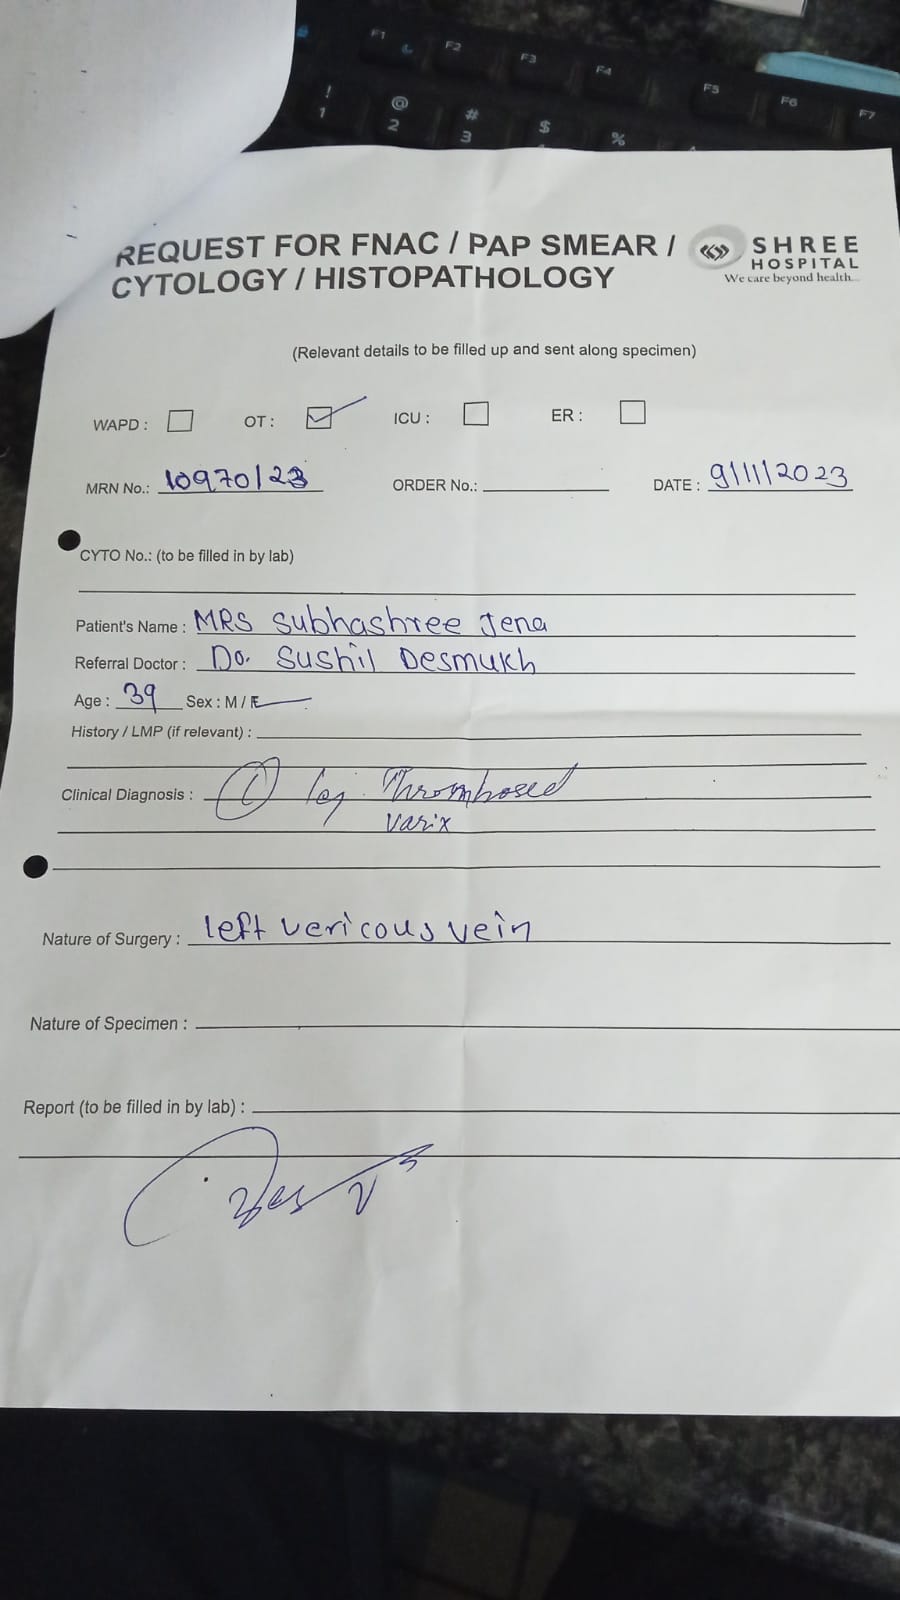 F1 F2 F3 F4 F5 F6 F7
! 1 @ 2 # 3 $ %
REQUEST FOR FNAC / PAP SMEAR /
CYTOLOGY / HISTOPATHOLOGY
SHREE
HOSPITAL
We care beyond health...
(Relevant details to be filled up and sent along specimen)
WAPD : OT : ICU : ER :
MRN No.: 10970/23 ORDER No.: DATE : 9/11/2023
CYTO No.: (to be filled in by lab)
Patient's Name : MRS Subhashree Jena
Referral Doctor : Do. Sushil Desmukh
Age : 39 Sex : M / F
History / LMP (if relevant) :
Clinical Diagnosis : (L) leg Thrombosed
varix
Nature of Surgery : left vericous vein
Nature of Specimen :
Report (to be filled in by lab) :